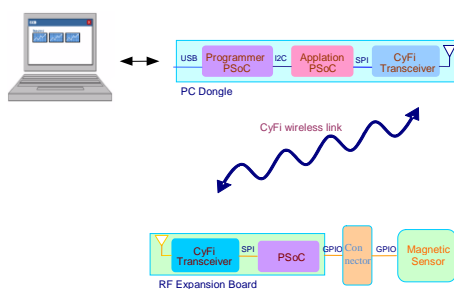 USB
Programmer
PSoC
I2C
Applation
PSoC
SPI
CyFi
Transceiver
PC Dongle
CyFi wireless link
CyFi
Transceiver
SPI
PSoC
GPIO
Con
nector
GPIO
Magnetic
Sensor
RF Expansion Board